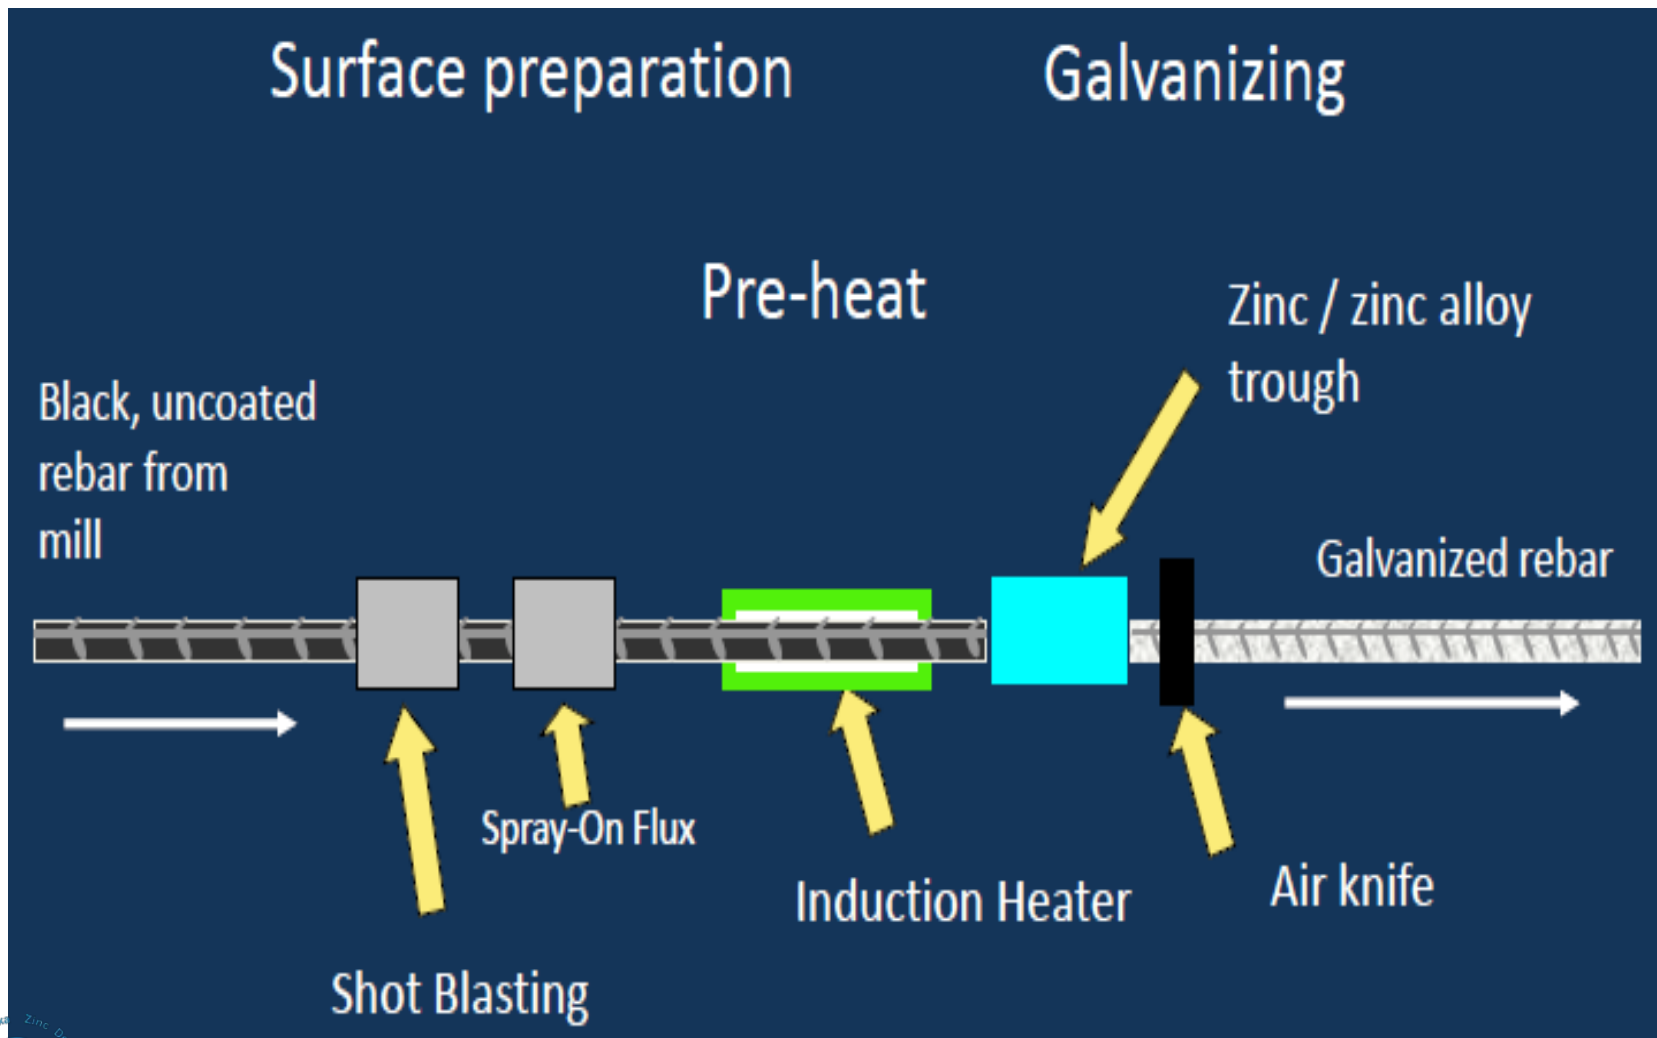 Surface preparation
Galvanizing
Pre-heat
Zinc / zinc alloy
trough
Black, uncoated
rebar from
mill
Galvanized rebar
Spray-On Flux
Induction Heater
Air knife
Shot Blasting
Zinc